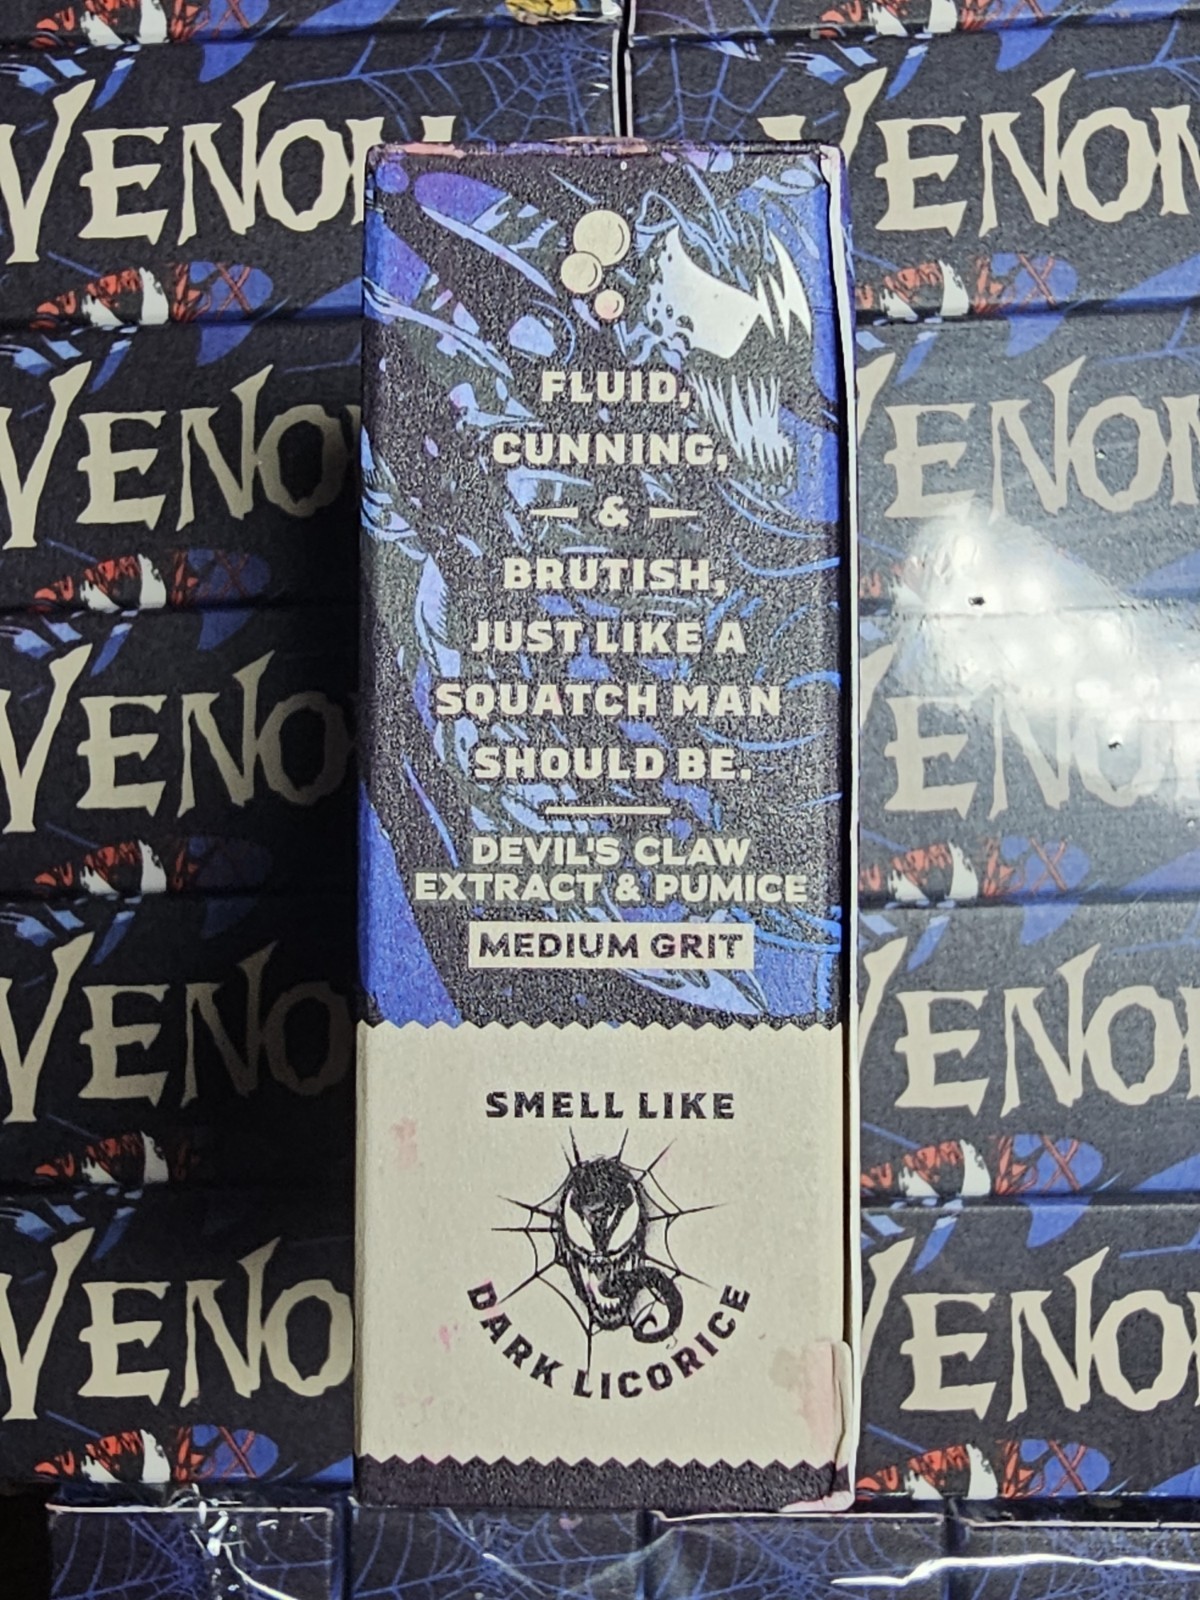 VENOM
VENOM
VENOM
VENOM
VENOM
VENOM
VENOM
VENOM
VENOM
VENOM
FLUID,
CUNNING,
&
BRUTISH,
JUST LIKE A
SQUATCH MAN
SHOULD BE.
DEVIL'S CLAW
EXTRACT & PUMICE
MEDIUM GRIT
SMELL LIKE
DARK LICORICE